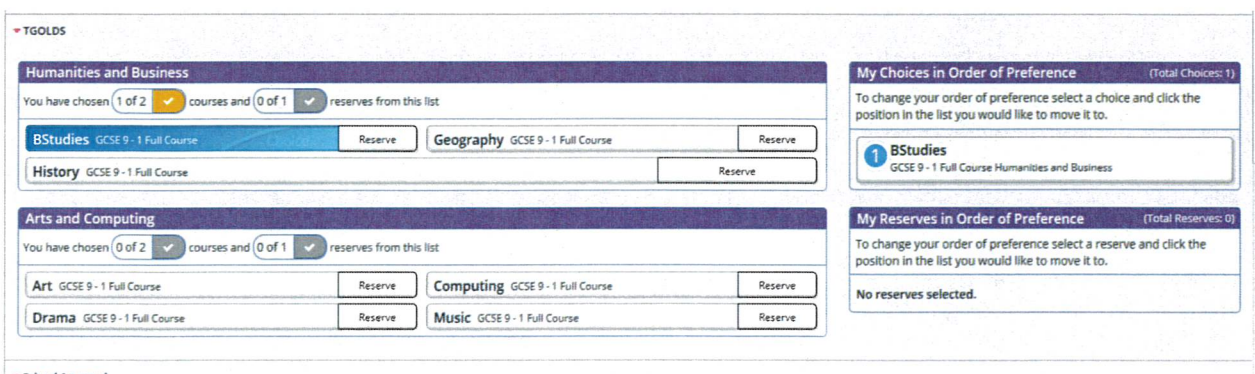 TGOLDS
Humanities and Business
You have chosen 1 of 2 courses and 0 of 1 reserves from this list
BStudies GCSE 9 - 1 Full Course Reserve
Geography GCSE 9 - 1 Full Course Reserve
History GCSE 9 - 1 Full Course Reserve
Arts and Computing
You have chosen 0 of 2 courses and 0 of 1 reserves from this list
Art GCSE 9 - 1 Full Course Reserve
Computing GCSE 9 - 1 Full Course Reserve
Drama GCSE 9 - 1 Full Course Reserve
Music GCSE 9 - 1 Full Course Reserve
My Choices in Order of Preference (Total Choices: 1)
To change your order of preference select a choice and click the
position in the list you would like to move it to.
1 BStudies
GCSE 9 - 1 Full Course Humanities and Business
My Reserves in Order of Preference (Total Reserves: 0)
To change your order of preference select a reserve and click the
position in the list you would like to move it to.
No reserves selected.